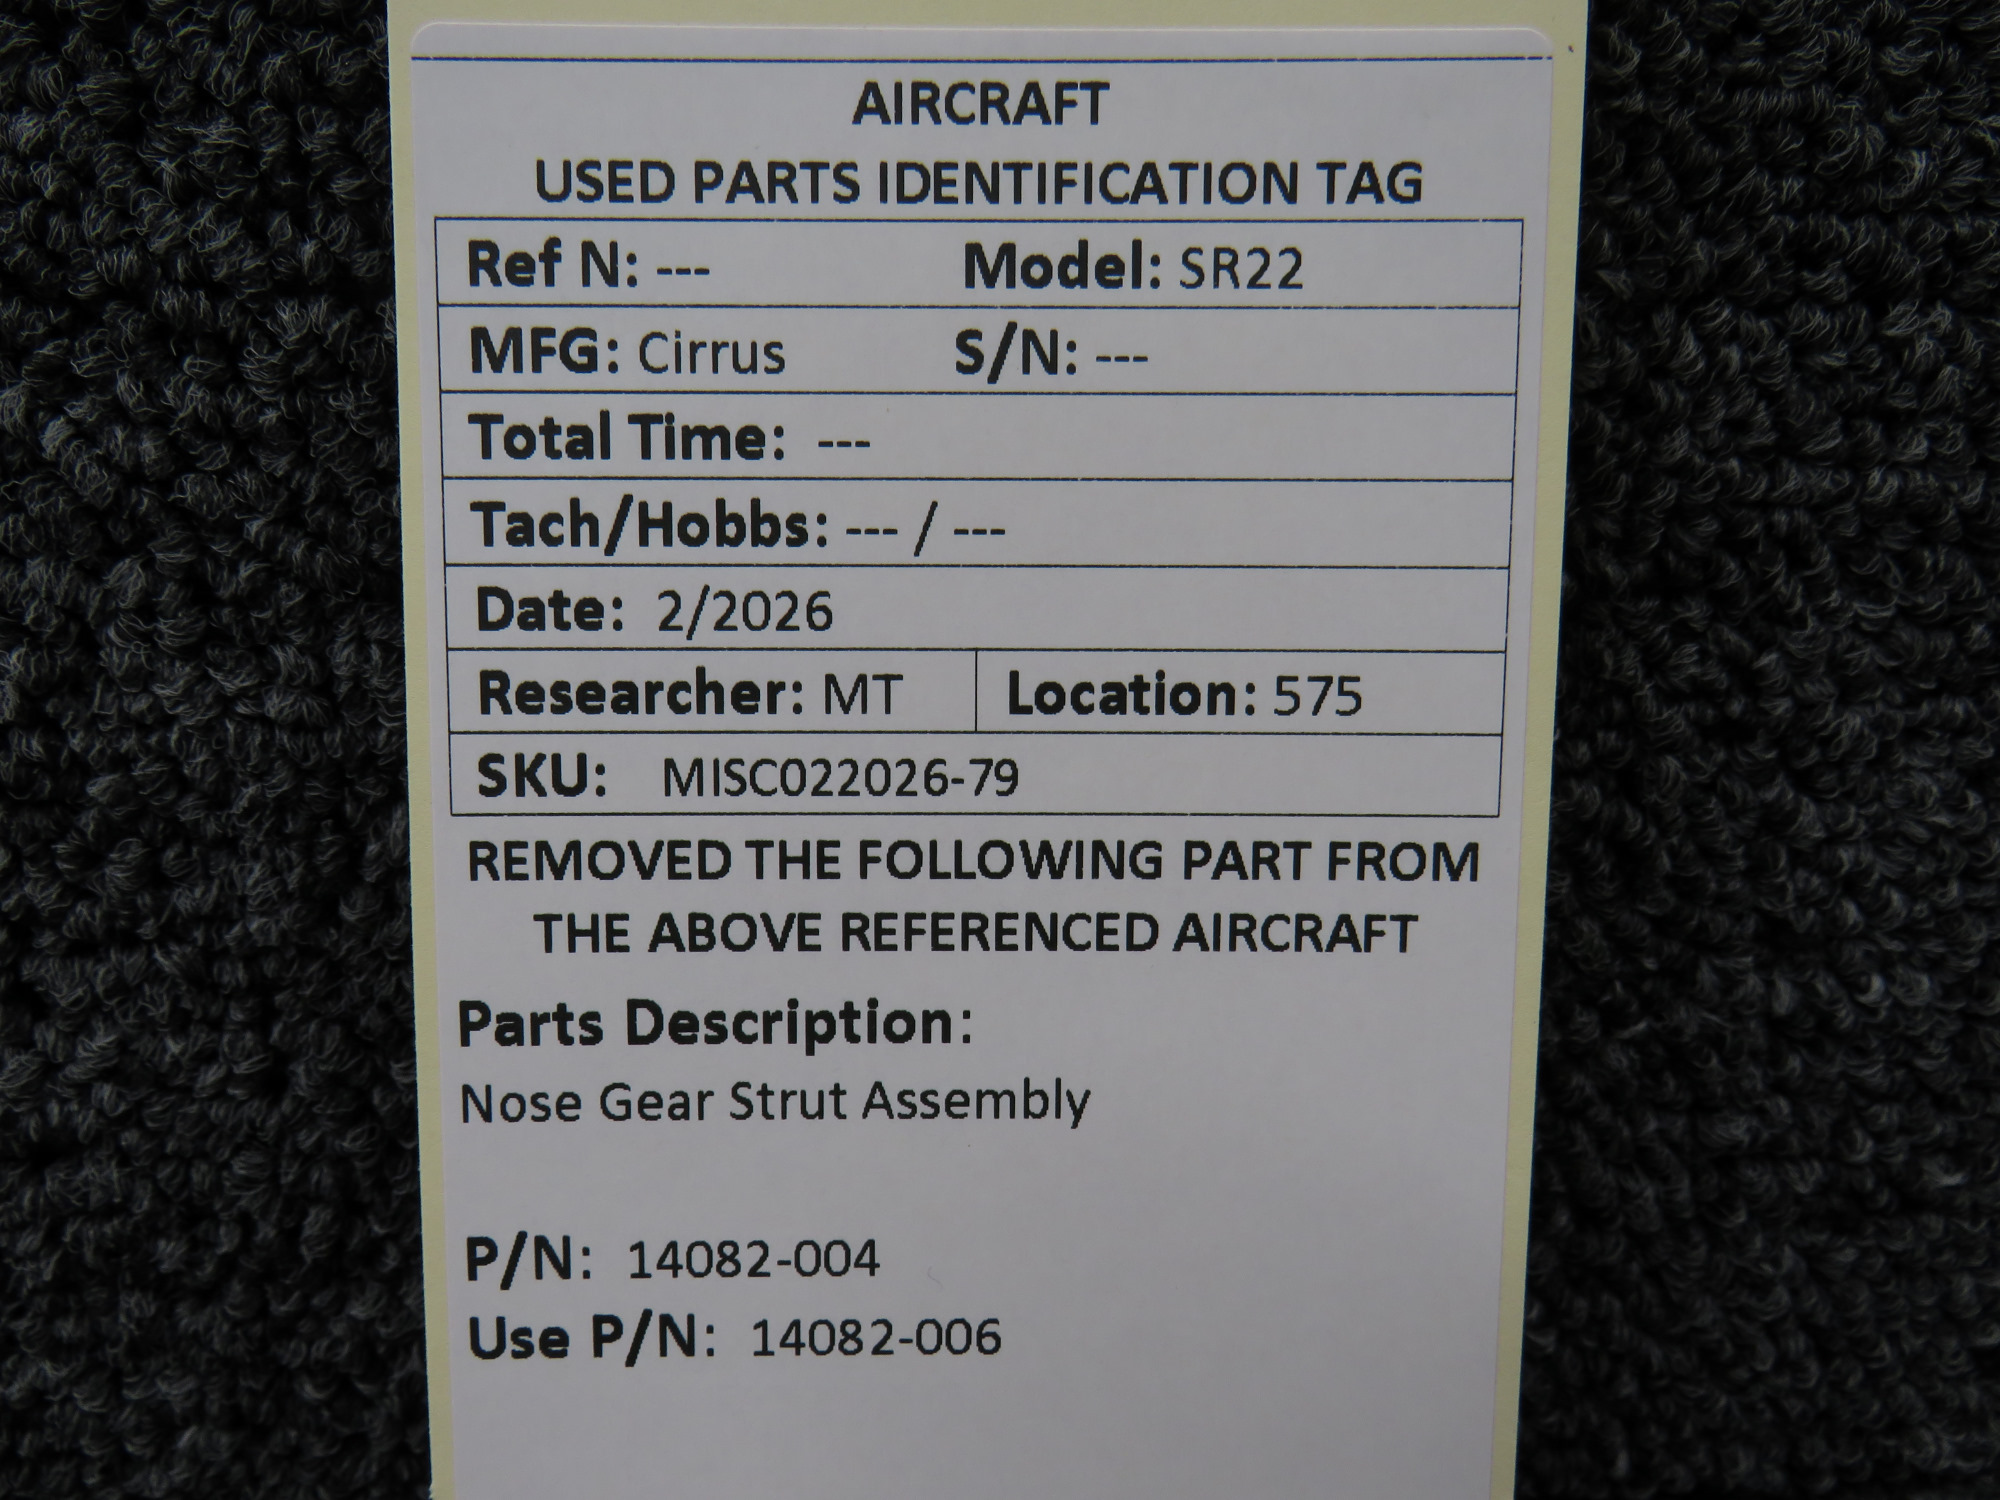 AIRCRAFT
USED PARTS IDENTIFICATION TAG
Ref N: --- Model: SR22
MFG: Cirrus S/N: ---
Total Time: ---
Tach/Hobbs: --- / ---
Date: 2/2026
Researcher: MT Location: 575
SKU: MISC022026-79
REMOVED THE FOLLOWING PART FROM
THE ABOVE REFERENCED AIRCRAFT
Parts Description:
Nose Gear Strut Assembly
P/N: 14082-004
Use P/N: 14082-006